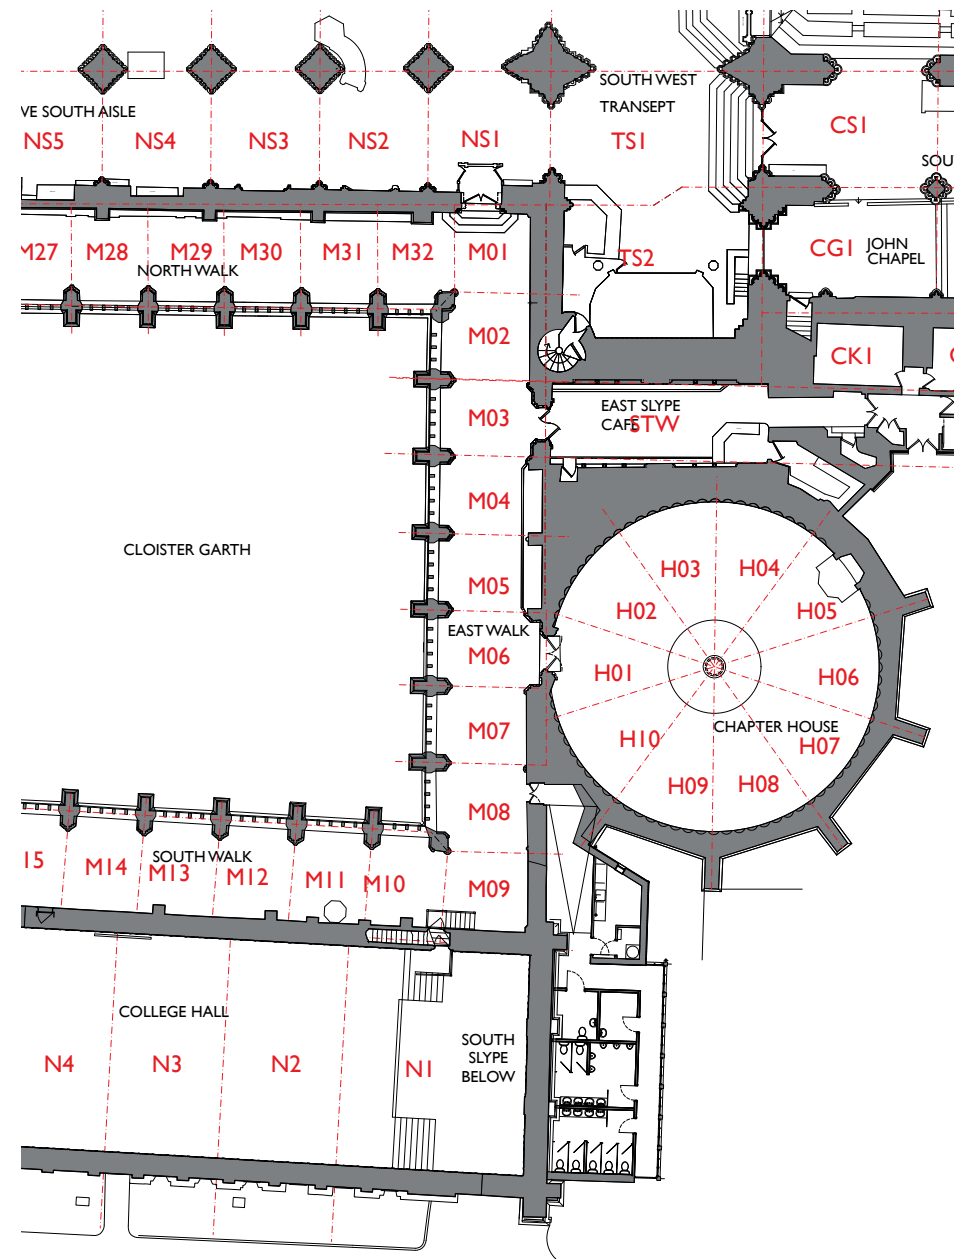 SOUTH WEST
TRANSEPT
VE SOUTH AISLE
NS5
NS4
NS3
NS2
NS1
TS1
CS1
SOU
M27
M28
M29
M30
M31
M32
M01
TS2
CG1
JOHN
CHAPEL
NORTH WALK
M02
CK1
C
M03
EAST SLYPE
CAFE
STW
M04
CLOISTER GARTH
H03
H04
M05
H02
H05
EAST WALK
M06
H01
H06
M07
CHAPTER HOUSE
H10
H07
H09
H08
M08
SOUTH WALK
15
M14
M13
M12
M11
M10
M09
COLLEGE HALL
SOUTH
SLYPE
BELOW
N4
N3
N2
N1